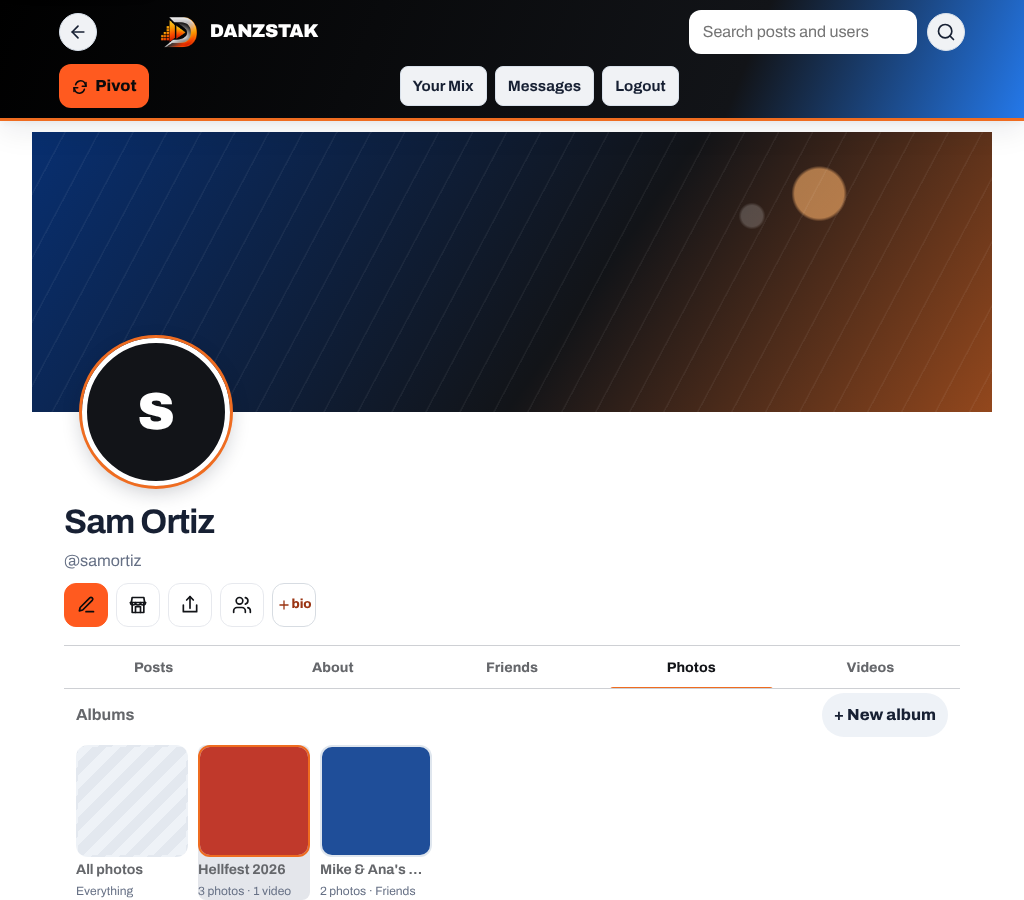 DANZSTAK
Search posts and users
Pivot
Your Mix
Messages
Logout
S
Sam Ortiz
@samortiz
+ bio
Posts
About
Friends
Photos
Videos
Albums
+ New album
All photos
Everything
Hellfest 2026
3 photos · 1 video
Mike & Ana's ...
2 photos · Friends